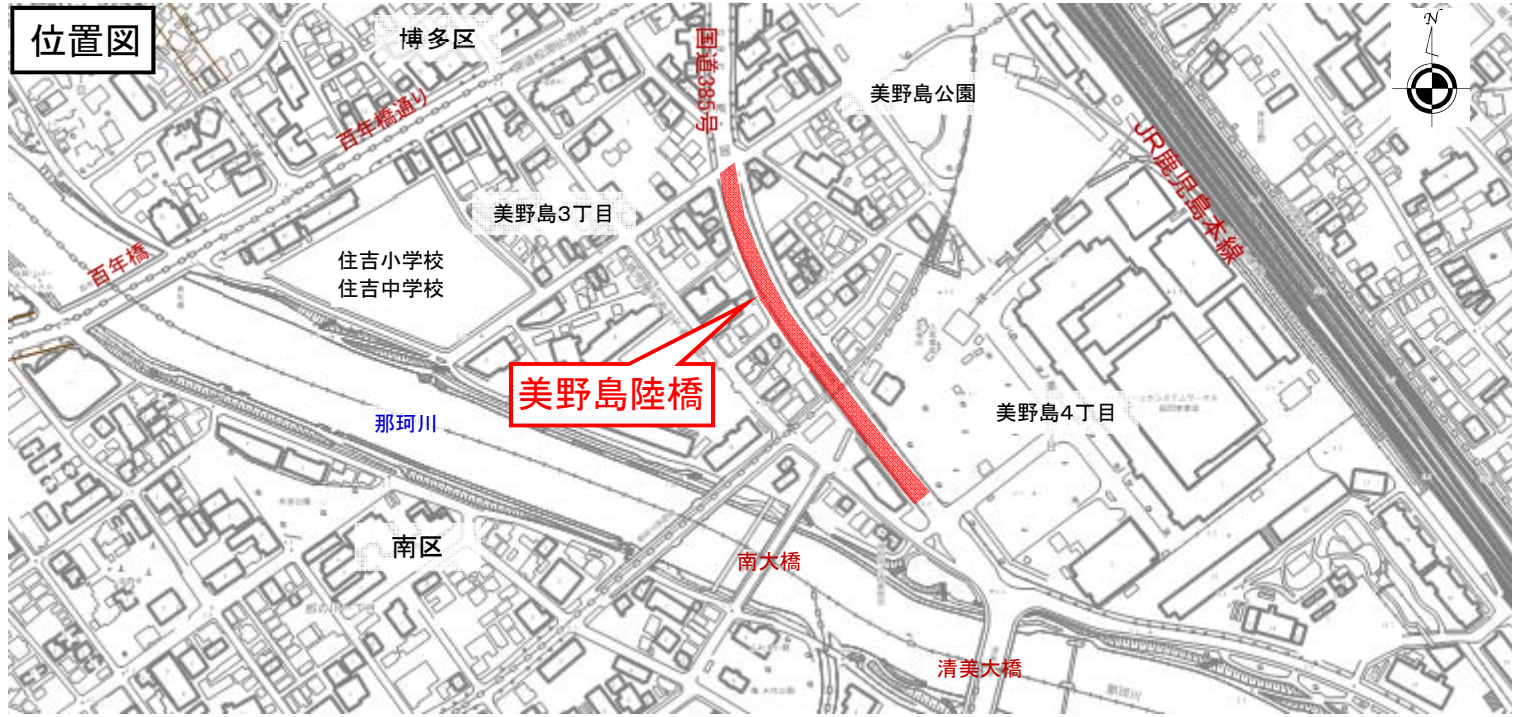 位置図
博多区
国道385号
N
美野島公園
百年橋通り
JR鹿児島本線
美野島3丁目
百年橋
住吉小学校
住吉中学校
美野島陸橋
美野島4丁目
那珂川
南区
南大橋
清美大橋
那珂川